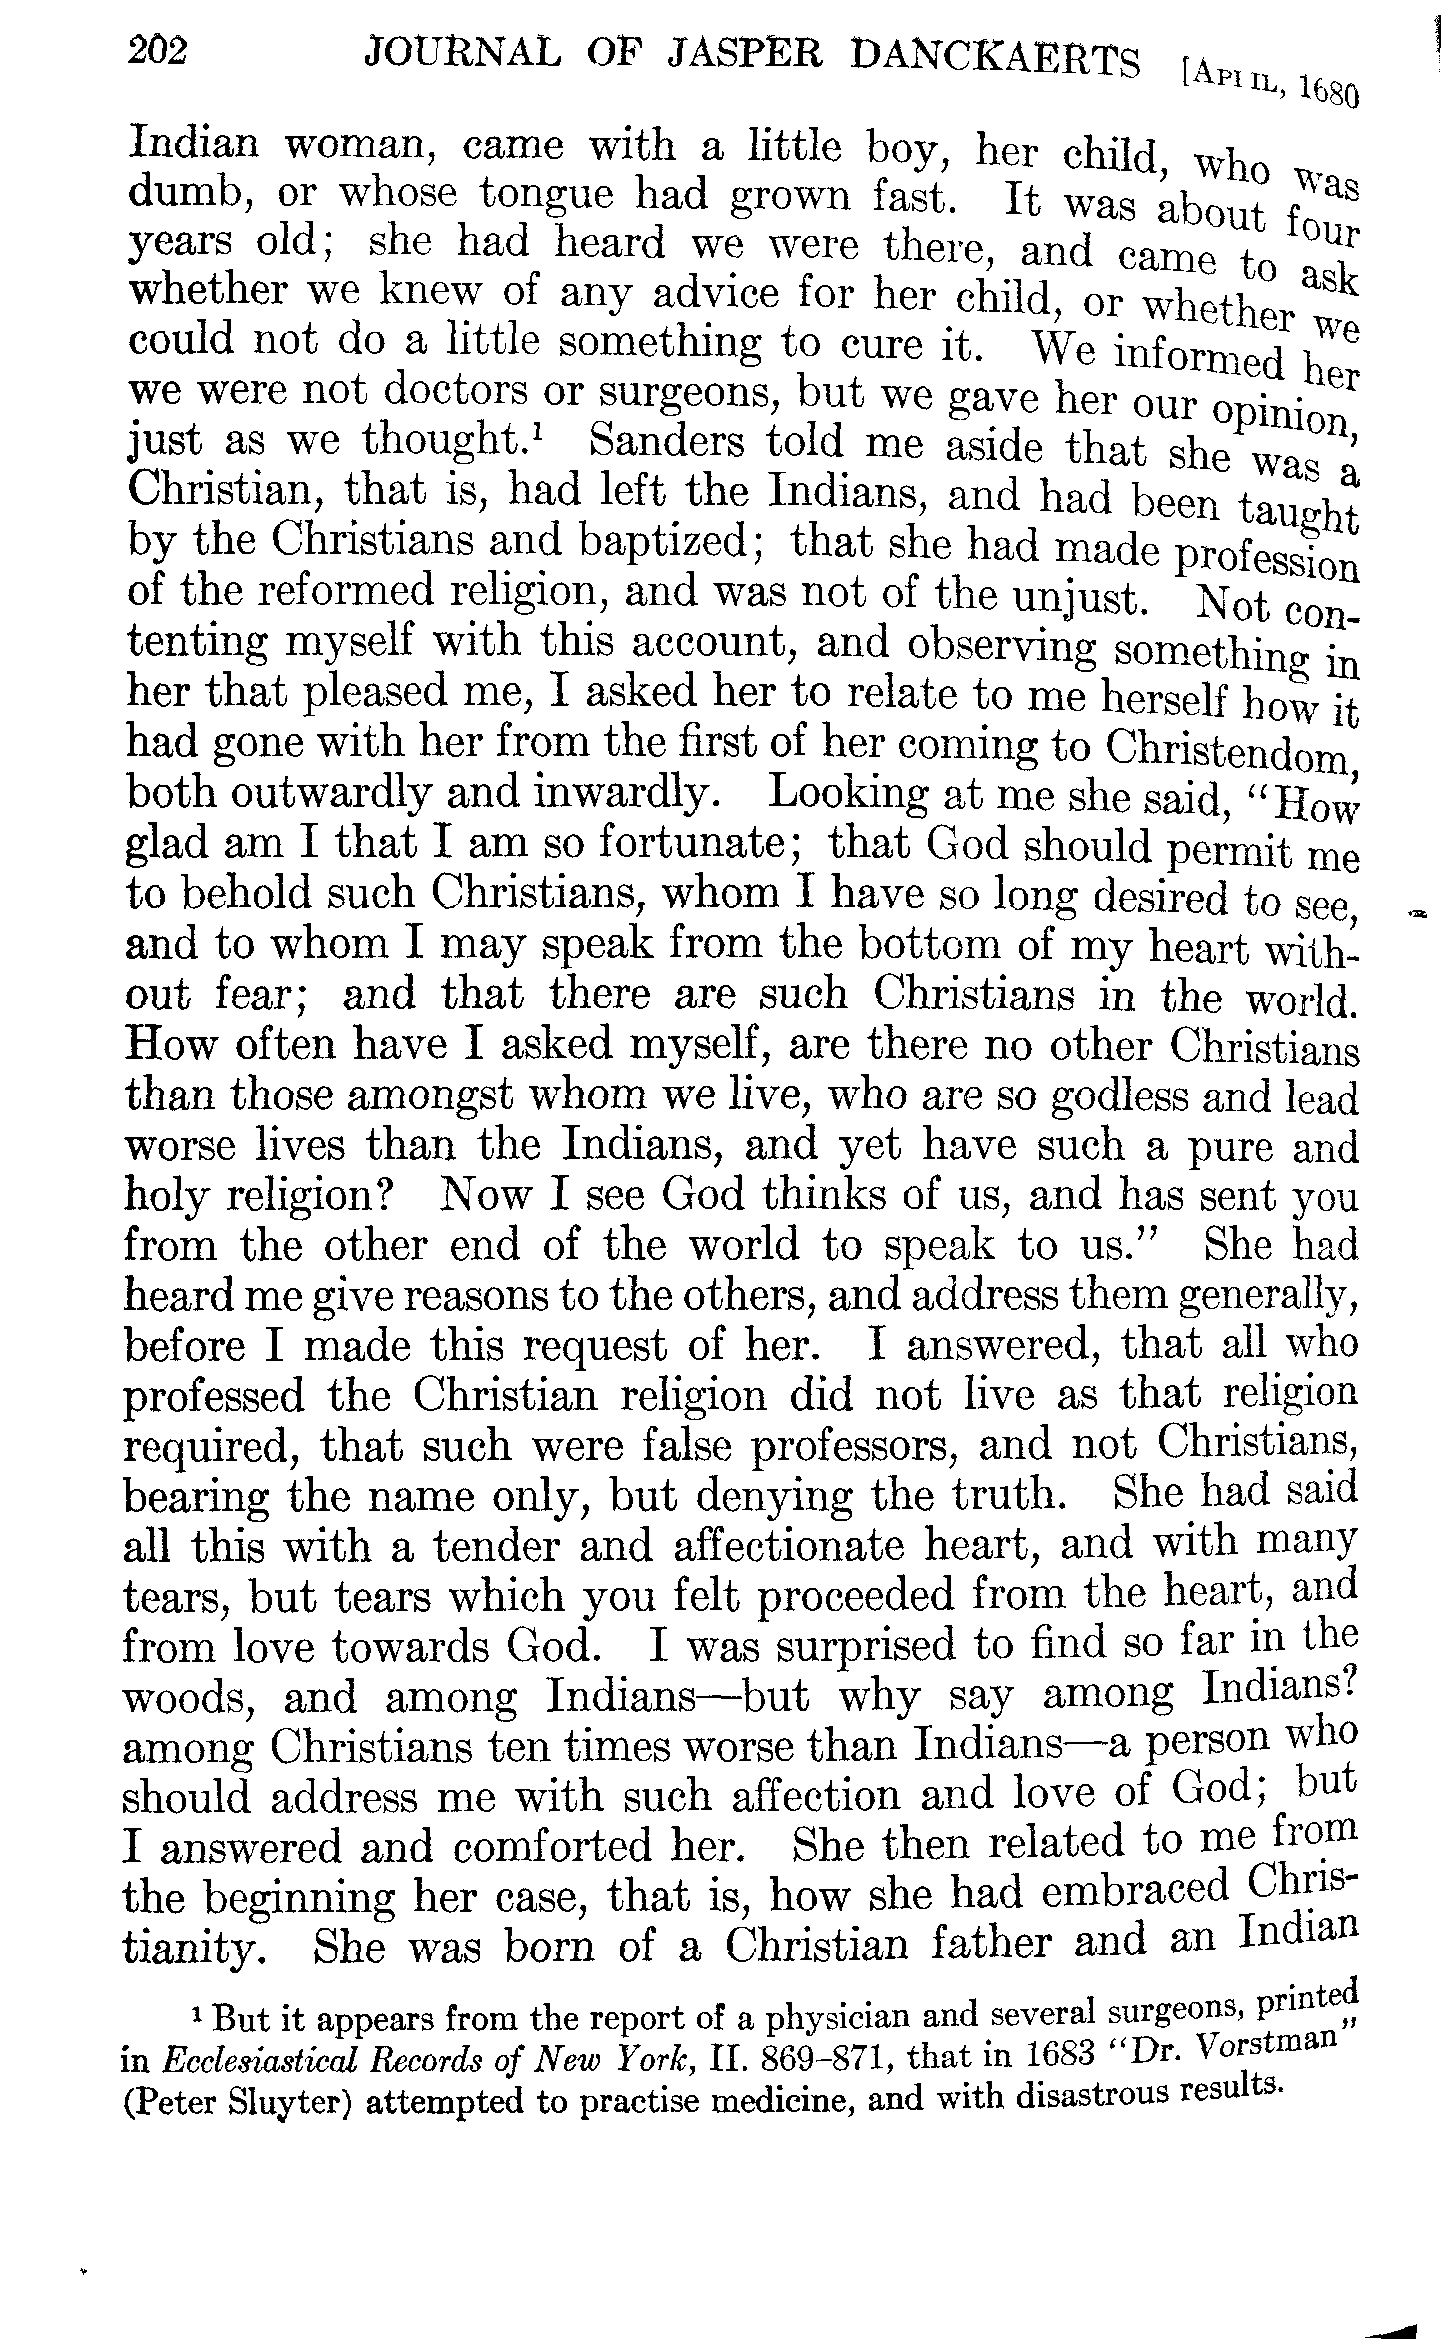 202 JOURNAL OF JASPER DANCKAERTS [APRIL, 1680
Indian woman, came with a little boy, her child, who was
dumb, or whose tongue had grown fast. It was about four
years old; she had heard we were there, and came to ask
whether we knew of any advice for her child, or whether we
could not do a little something to cure it. We informed her
we were not doctors or surgeons, but we gave her our opinion,
just as we thought.¹ Sanders told me aside that she was a
Christian, that is, had left the Indians, and had been taught
by the Christians and baptized; that she had made profession
of the reformed religion, and was not of the unjust. Not con-
tenting myself with this account, and observing something in
her that pleased me, I asked her to relate to me herself how it
had gone with her from the first of her coming to Christendom,
both outwardly and inwardly. Looking at me she said, "How
glad am I that I am so fortunate; that God should permit me
to behold such Christians, whom I have so long desired to see,
and to whom I may speak from the bottom of my heart with-
out fear; and that there are such Christians in the world.
How often have I asked myself, are there no other Christians
than those amongst whom we live, who are so godless and lead
worse lives than the Indians, and yet have such a pure and
holy religion? Now I see God thinks of us, and has sent you
from the other end of the world to speak to us." She had
heard me give reasons to the others, and address them generally,
before I made this request of her. I answered, that all who
professed the Christian religion did not live as that religion
required, that such were false professors, and not Christians,
bearing the name only, but denying the truth. She had said
all this with a tender and affectionate heart, and with many
tears, but tears which you felt proceeded from the heart, and
from love towards God. I was surprised to find so far in the
woods, and among Indians—but why say among Indians?
among Christians ten times worse than Indians—a person who
should address me with such affection and love of God; but
I answered and comforted her. She then related to me from
the beginning her case, that is, how she had embraced Chris-
tianity. She was born of a Christian father and an Indian
¹ But it appears from the report of a physician and several surgeons, printed
in Ecclesiastical Records of New York, II. 869-871, that in 1683 "Dr. Vorstman"
(Peter Sluyter) attempted to practise medicine, and with disastrous results.